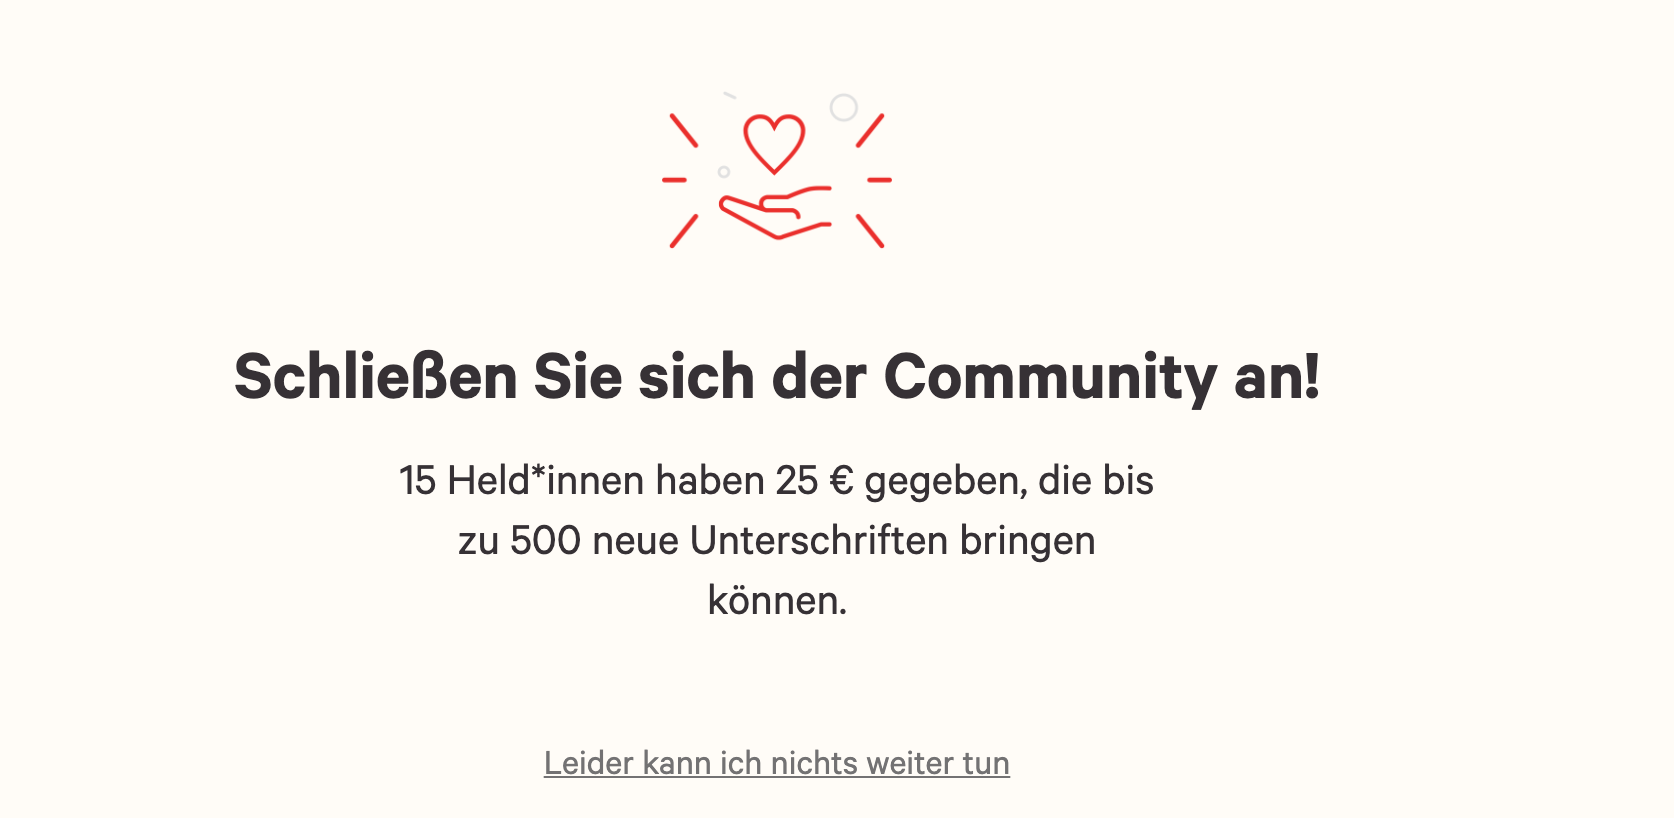 Schließen Sie sich der Community an!
15 Held*innen haben 25 € gegeben, die bis
zu 500 neue Unterschriften bringen
können.
Leider kann ich nichts weiter tun